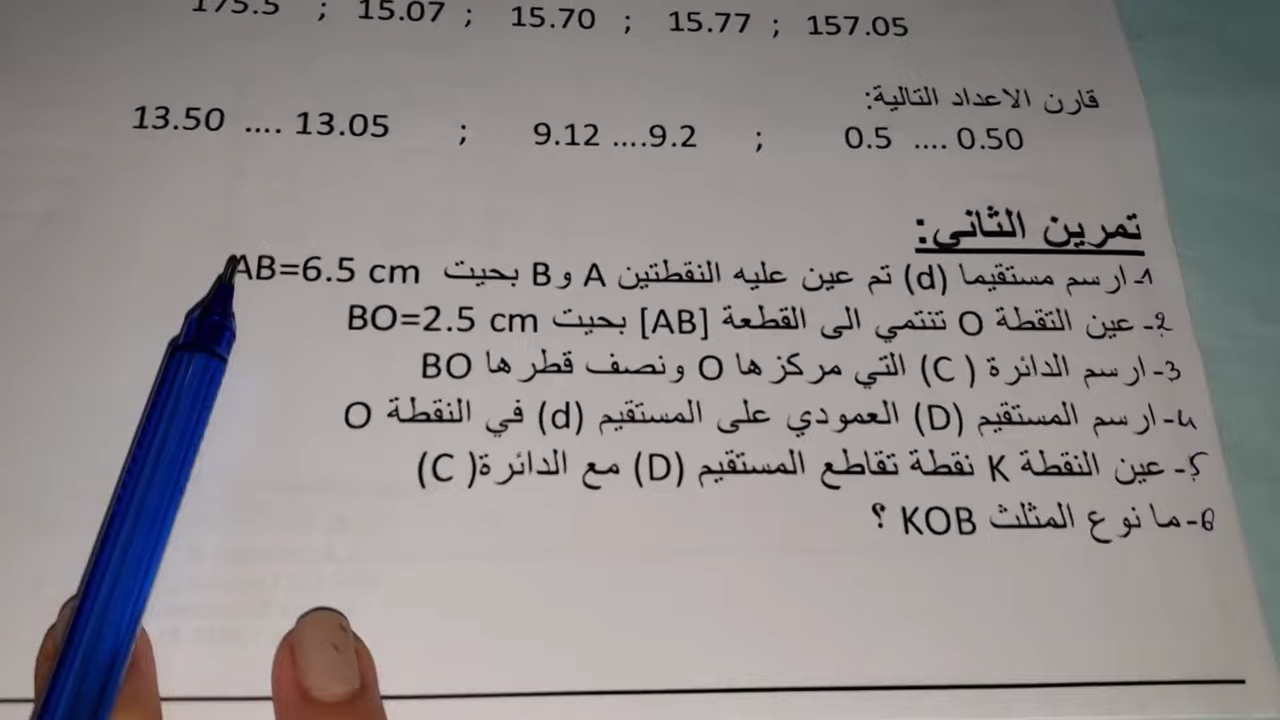 175.5 ; 15.07 ; 15.70 ; 15.77 ; 157.05
قارن الاعداد التالية:
13.50 .... 13.05 ; 9.12 ....9.2 ; 0.5 .... 0.50
تمرين الثاني:
1-ارسم مستقيما (d) تم عين عليه النقطتين A و B بحيت AB=6.5 cm
2-عين النقطة O تنتمي الى القطعة [AB] بحيت BO=2.5 cm
3-ارسم الدائرة (C ) التي مركزها O ونصف قطرها BO
4-ارسم المستقيم (D) العمودي على المستقيم (d) في النقطة O
5-عين النقطة K نقطة تقاطع المستقيم (D) مع الدائرة( C)
6-ما نوع المثلث KOB ؟